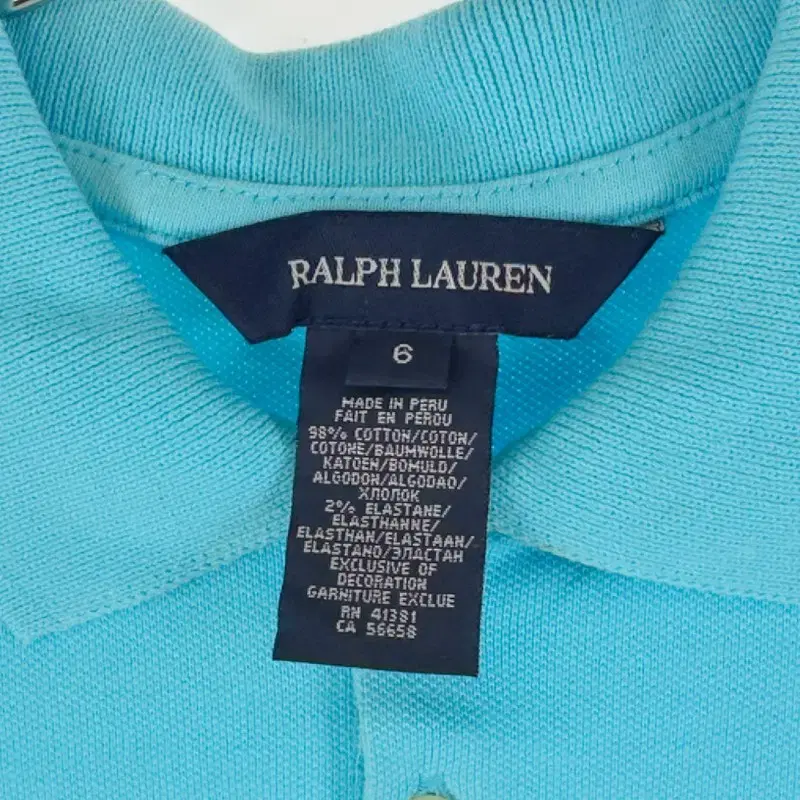 RALPH LAUREN
6
MADE IN PERU
FAIT EN PEROU
98% COTTON/COTON/
COTONE/BAUMWOLLE/
KATOEN/BOMULD/
ALGODON/ALGODAO/
ХЛОПОК
2% ELASTANE/
ELASTHANNE/
ELASTHAN/ELASTAAN/
ELASTANO/ЭЛАСТАН
EXCLUSIVE OF
DECORATION
GARNITURE EXCLUE
RN 41381
CA 56658